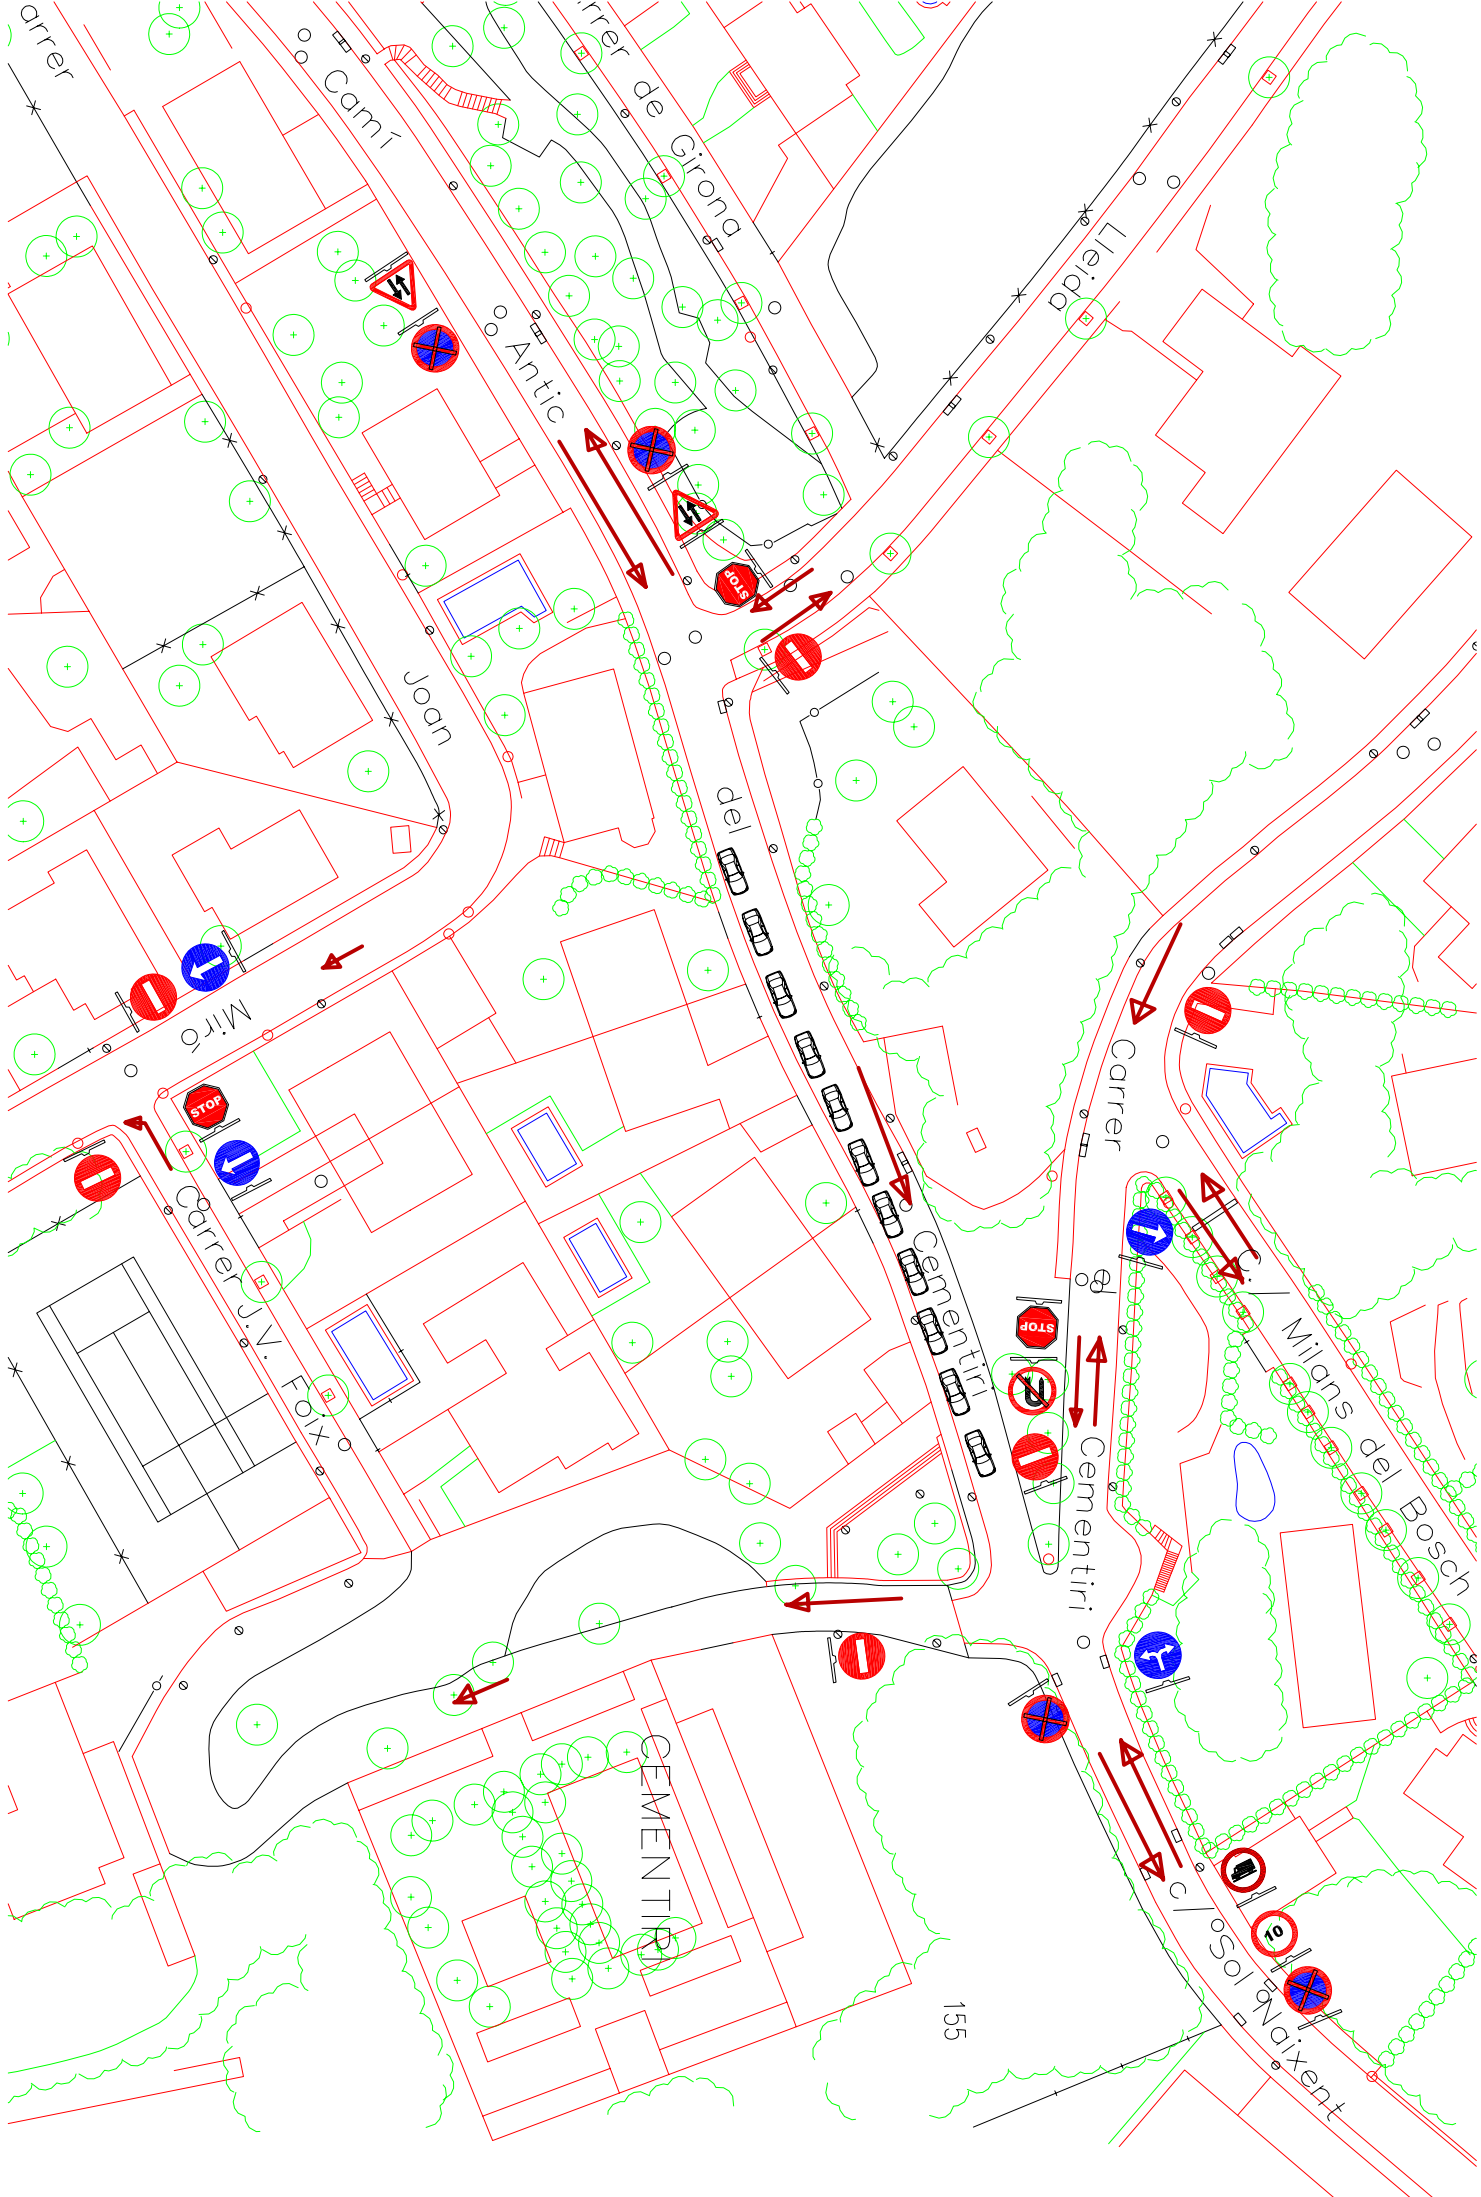 arrer
Camí
rrer de Girona
Lleida
Antic
STOP
Joan
del
Miró
Carrer
STOP
Carrer J.V. Foix
Cementiri
el
STOP
C./ Milans del Bosch
Cementiri
CEMENTIRI
10
C/ Sol Naixent
155